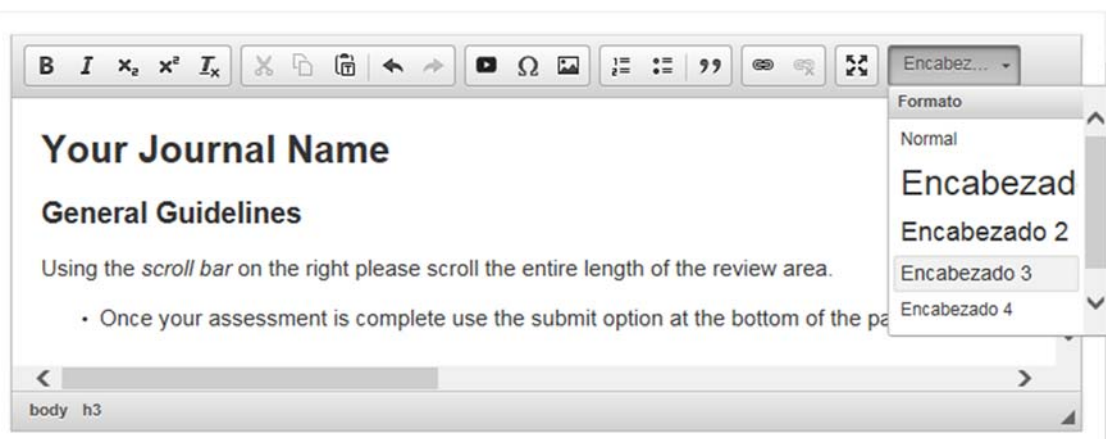 B I x₂ x² Iₓ Ω Encabez...
Formato
Normal
Encabezad
Encabezado 2
Encabezado 3
Encabezado 4
Your Journal Name
General Guidelines
Using the scroll bar on the right please scroll the entire length of the review area.
• Once your assessment is complete use the submit option at the bottom of the pa
body h3